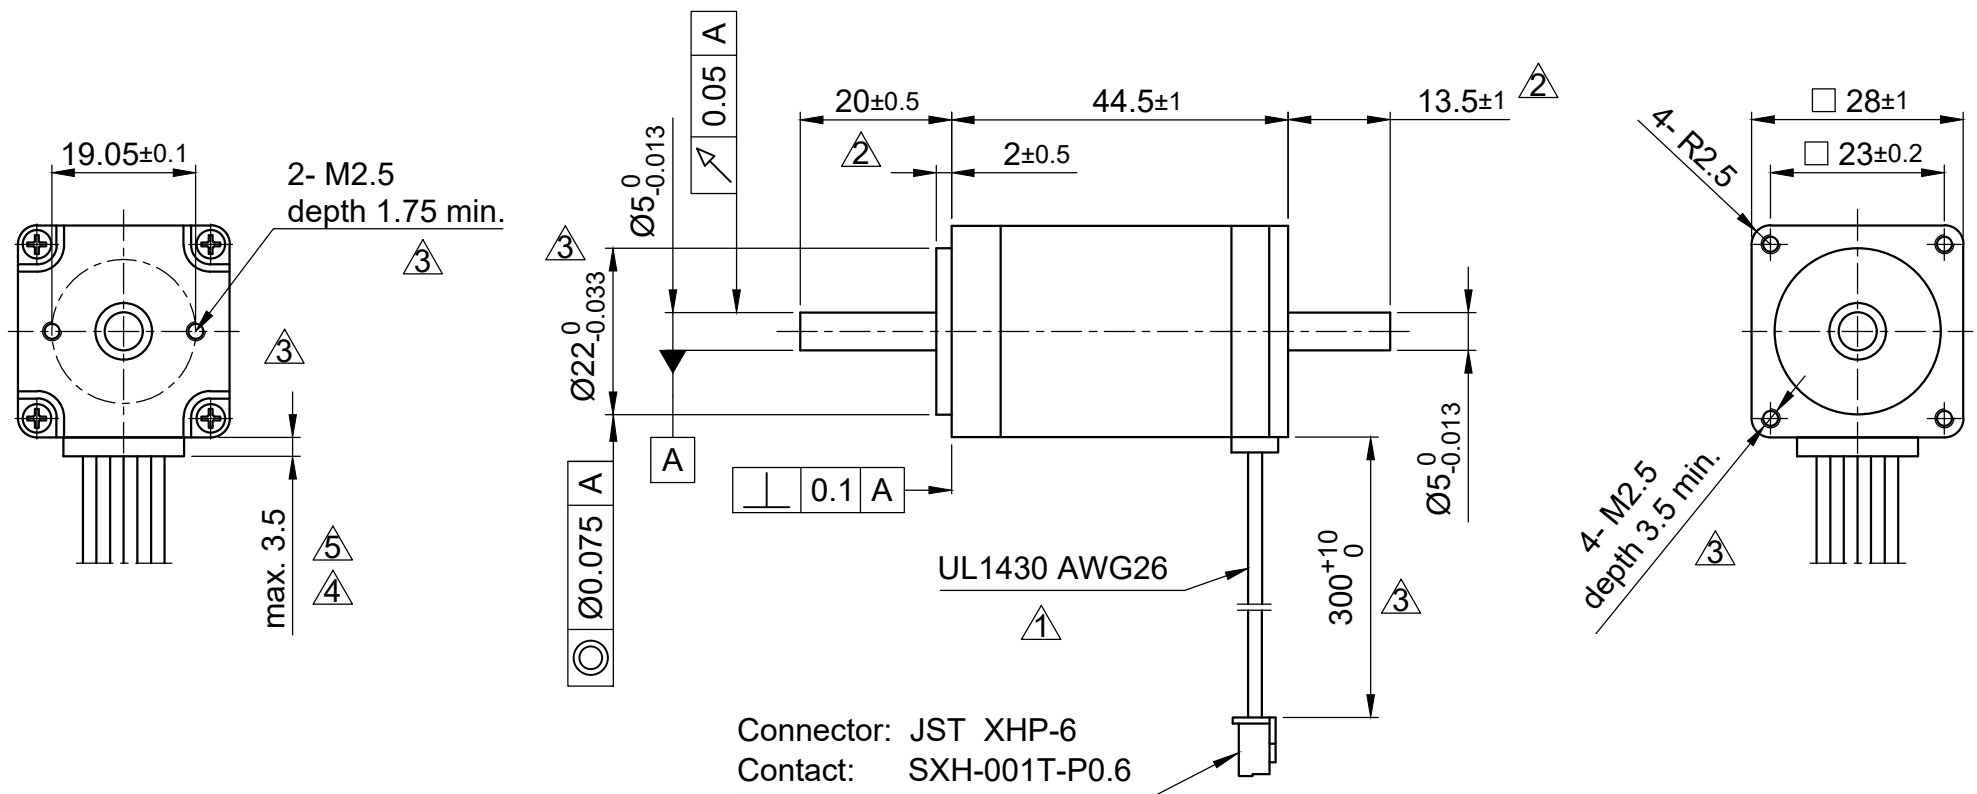 19.05±0.1
2- M2.5
depth 1.75 min.
3
3
max. 3.5
5
4
0.05 A
Ø5 0 -0.013
3
Ø22 0 -0.033
A
Ø0.075 A
0.1 A
20±0.5
44.5±1
13.5±1
2
2
2±0.5
UL1430 AWG26
1
300 +10 0
3
Ø5 0 -0.013
Connector: JST XHP-6
Contact: SXH-001T-P0.6
□ 28±1
□ 23±0.2
4- R2.5
4- M2.5
depth 3.5 min.
3